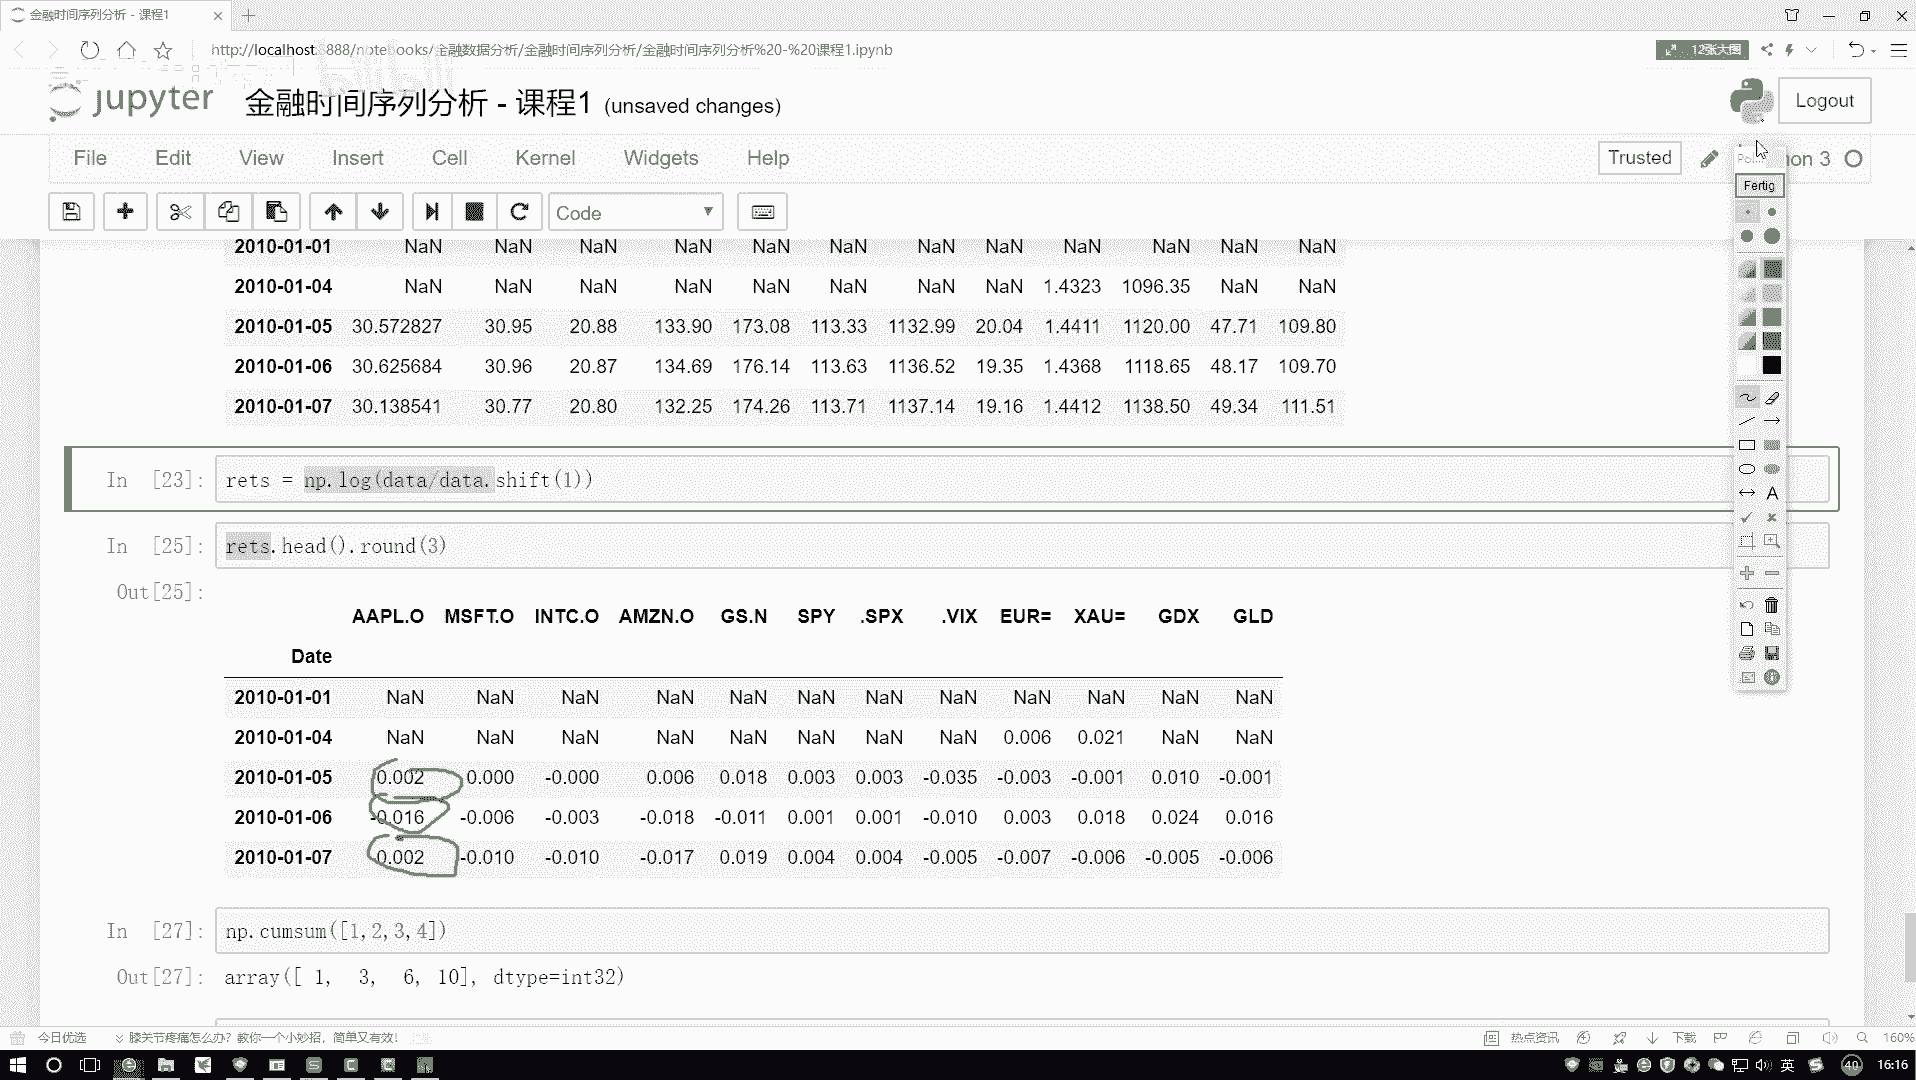 金融时间序列分析 - 课程1
http://localhost:8888/notebooks/金融数据分析/金融时间序列分析/金融时间序列分析%20-%20课程1.ipynb
12张大图
jupyter
金融时间序列分析 - 课程1 (unsaved changes)
Logout
File Edit View Insert Cell Kernel Widgets Help
Trusted
hon 3
Fertig
Code
2010-01-01 NaN NaN NaN NaN NaN NaN NaN NaN NaN NaN NaN NaN
2010-01-04 NaN NaN NaN NaN NaN NaN NaN NaN 1.4323 1096.35 NaN NaN
2010-01-05 30.572827 30.95 20.88 133.90 173.08 113.33 1132.99 20.04 1.4411 1120.00 47.71 109.80
2010-01-06 30.625684 30.96 20.87 134.69 176.14 113.63 1136.52 19.35 1.4368 1118.65 48.17 109.70
2010-01-07 30.138541 30.77 20.80 132.25 174.26 113.71 1137.14 19.16 1.4412 1138.50 49.34 111.51
In [23]: rets = np.log(data/data.shift(1))
In [25]: rets.head().round(3)
Out[25]:
AAPL.O MSFT.O INTC.O AMZN.O GS.N SPY .SPX .VIX EUR= XAU= GDX GLD
Date
2010-01-01 NaN NaN NaN NaN NaN NaN NaN NaN NaN NaN NaN NaN
2010-01-04 NaN NaN NaN NaN NaN NaN NaN NaN 0.006 0.021 NaN NaN
2010-01-05 0.002 0.000 -0.000 0.006 0.018 0.003 0.003 -0.035 -0.003 -0.001 0.010 -0.001
2010-01-06 -0.016 -0.006 -0.003 -0.018 -0.011 0.001 0.001 -0.010 0.003 0.018 0.024 0.016
2010-01-07 0.002 -0.010 -0.010 -0.017 0.019 0.004 0.004 -0.005 -0.007 -0.006 -0.005 -0.006
In [27]: np.cumsum([1,2,3,4])
Out[27]: array([ 1, 3, 6, 10], dtype=int32)
今日优选 膝关节疼痛怎么办？教你一个小妙招，简单又有效！
热点资讯 下载 160%
英 40 16:16